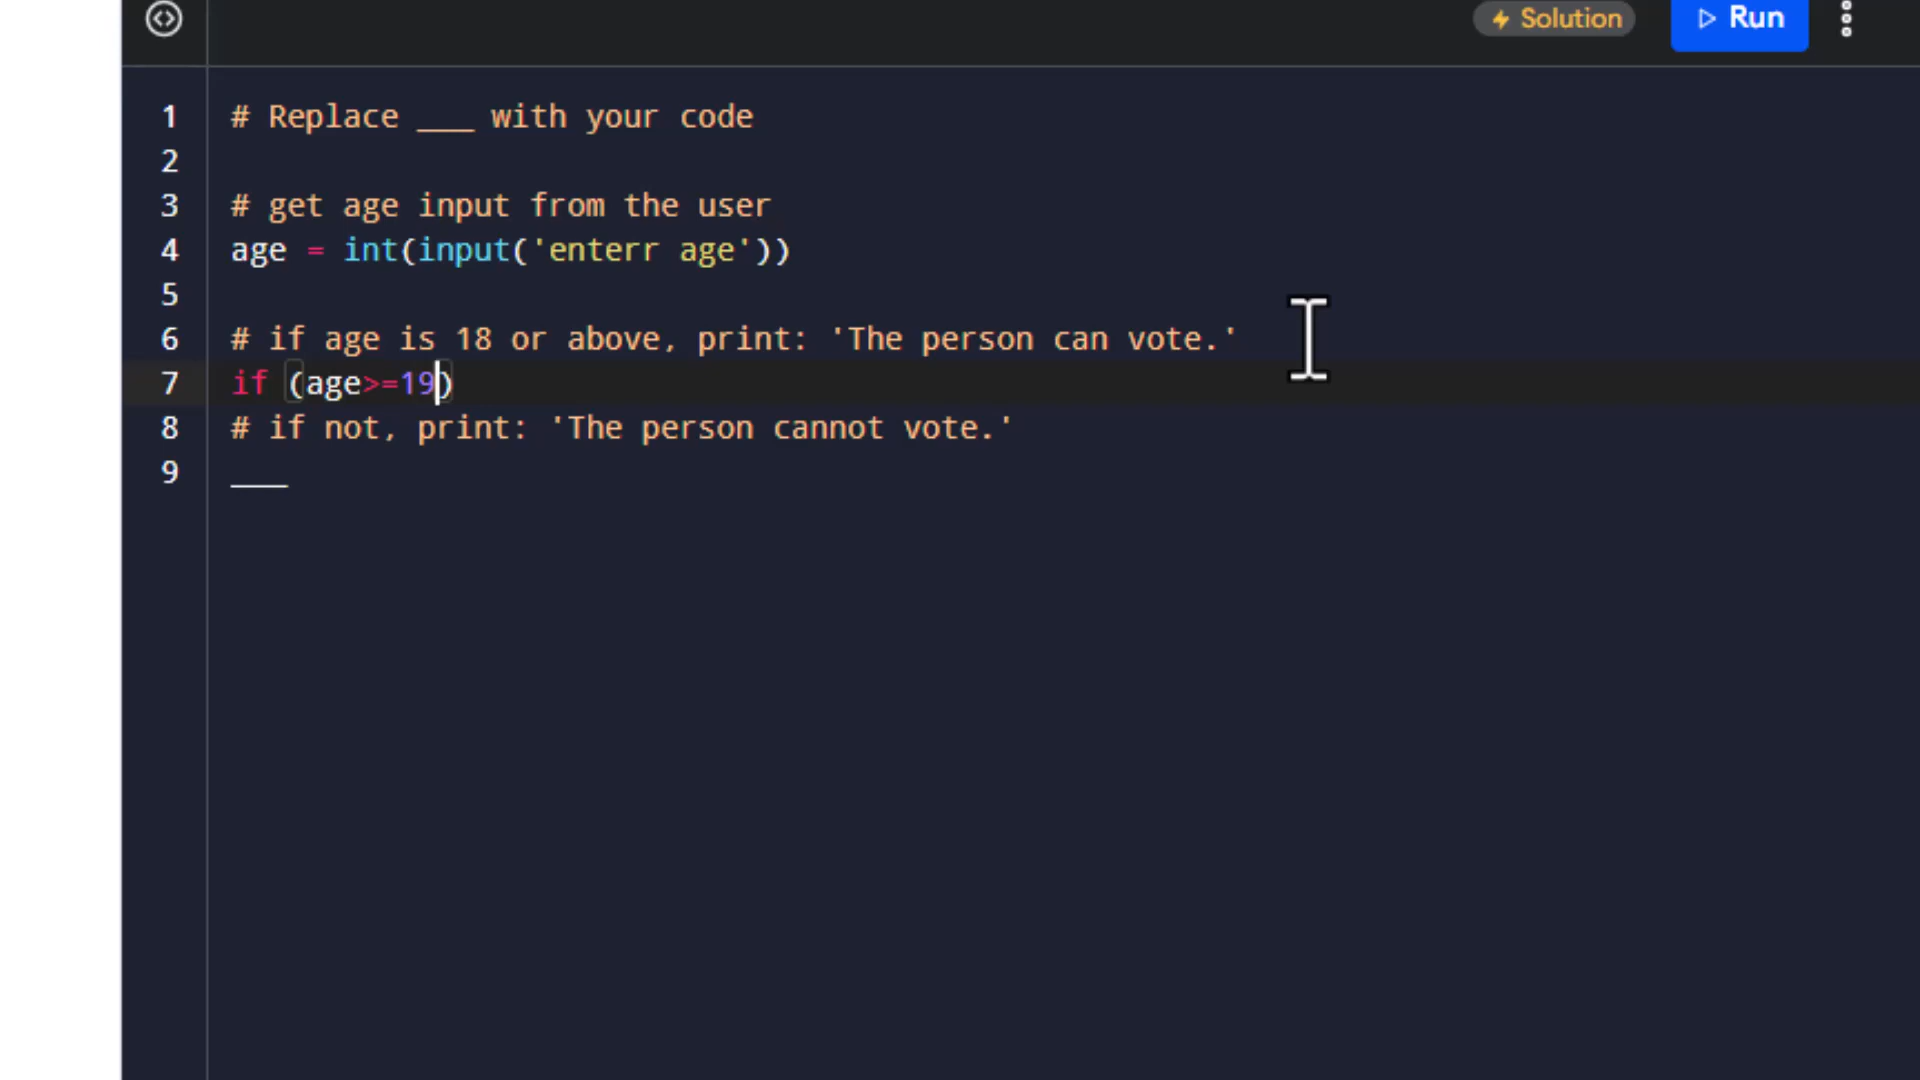 Solution Run
1 # Replace ___ with your code
2
3 # get age input from the user
4 age = int(input('enterr age'))
5
6 # if age is 18 or above, print: 'The person can vote.'
7 if (age>=19)
8 # if not, print: 'The person cannot vote.'
9 ___